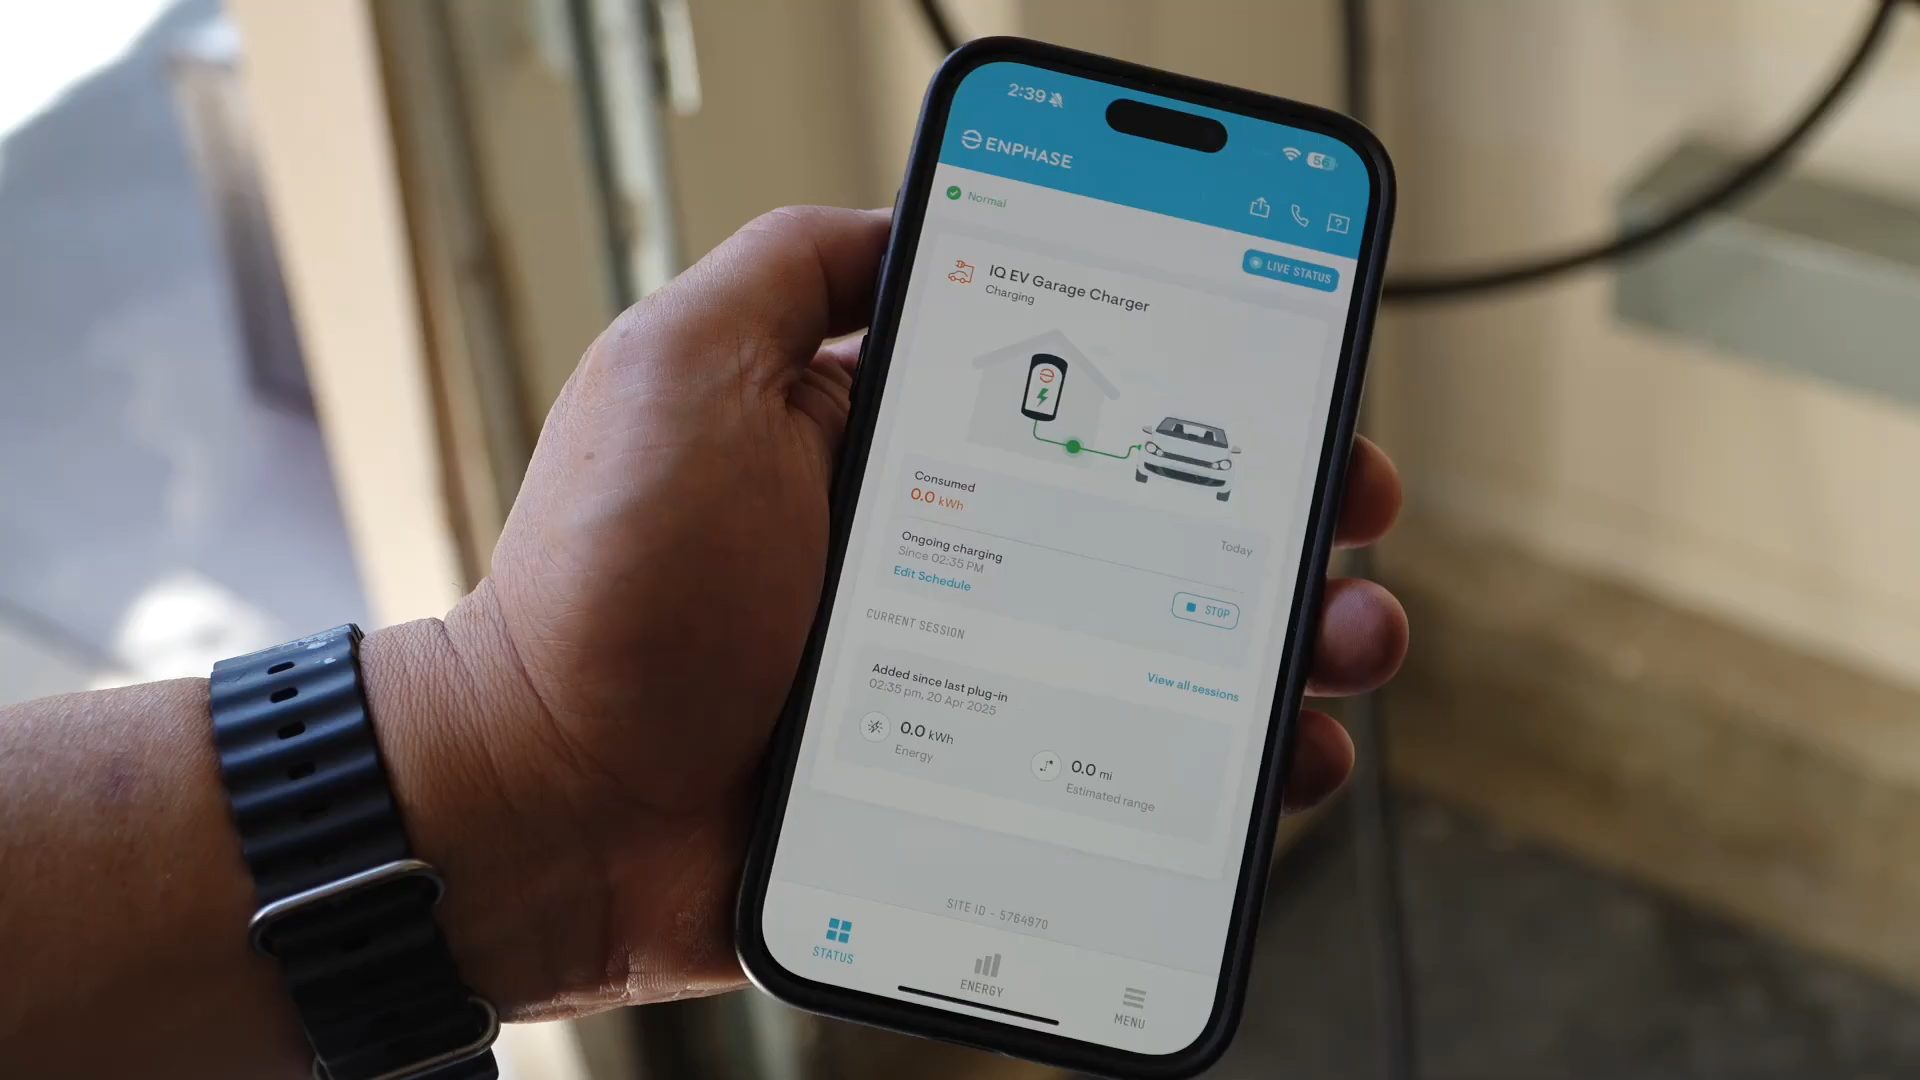 2:39
56
ENPHASE
Normal
LIVE STATUS
IQ EV Garage Charger
Charging
Consumed
0.0 kWh
Today
Ongoing charging
Since 02:35 PM
Edit Schedule
STOP
CURRENT SESSION
View all sessions
Added since last plug-in
02:35 pm, 20 Apr 2025
0.0 kWh
Energy
0.0 mi
Estimated range
SITE ID - 5764970
STATUS
ENERGY
MENU